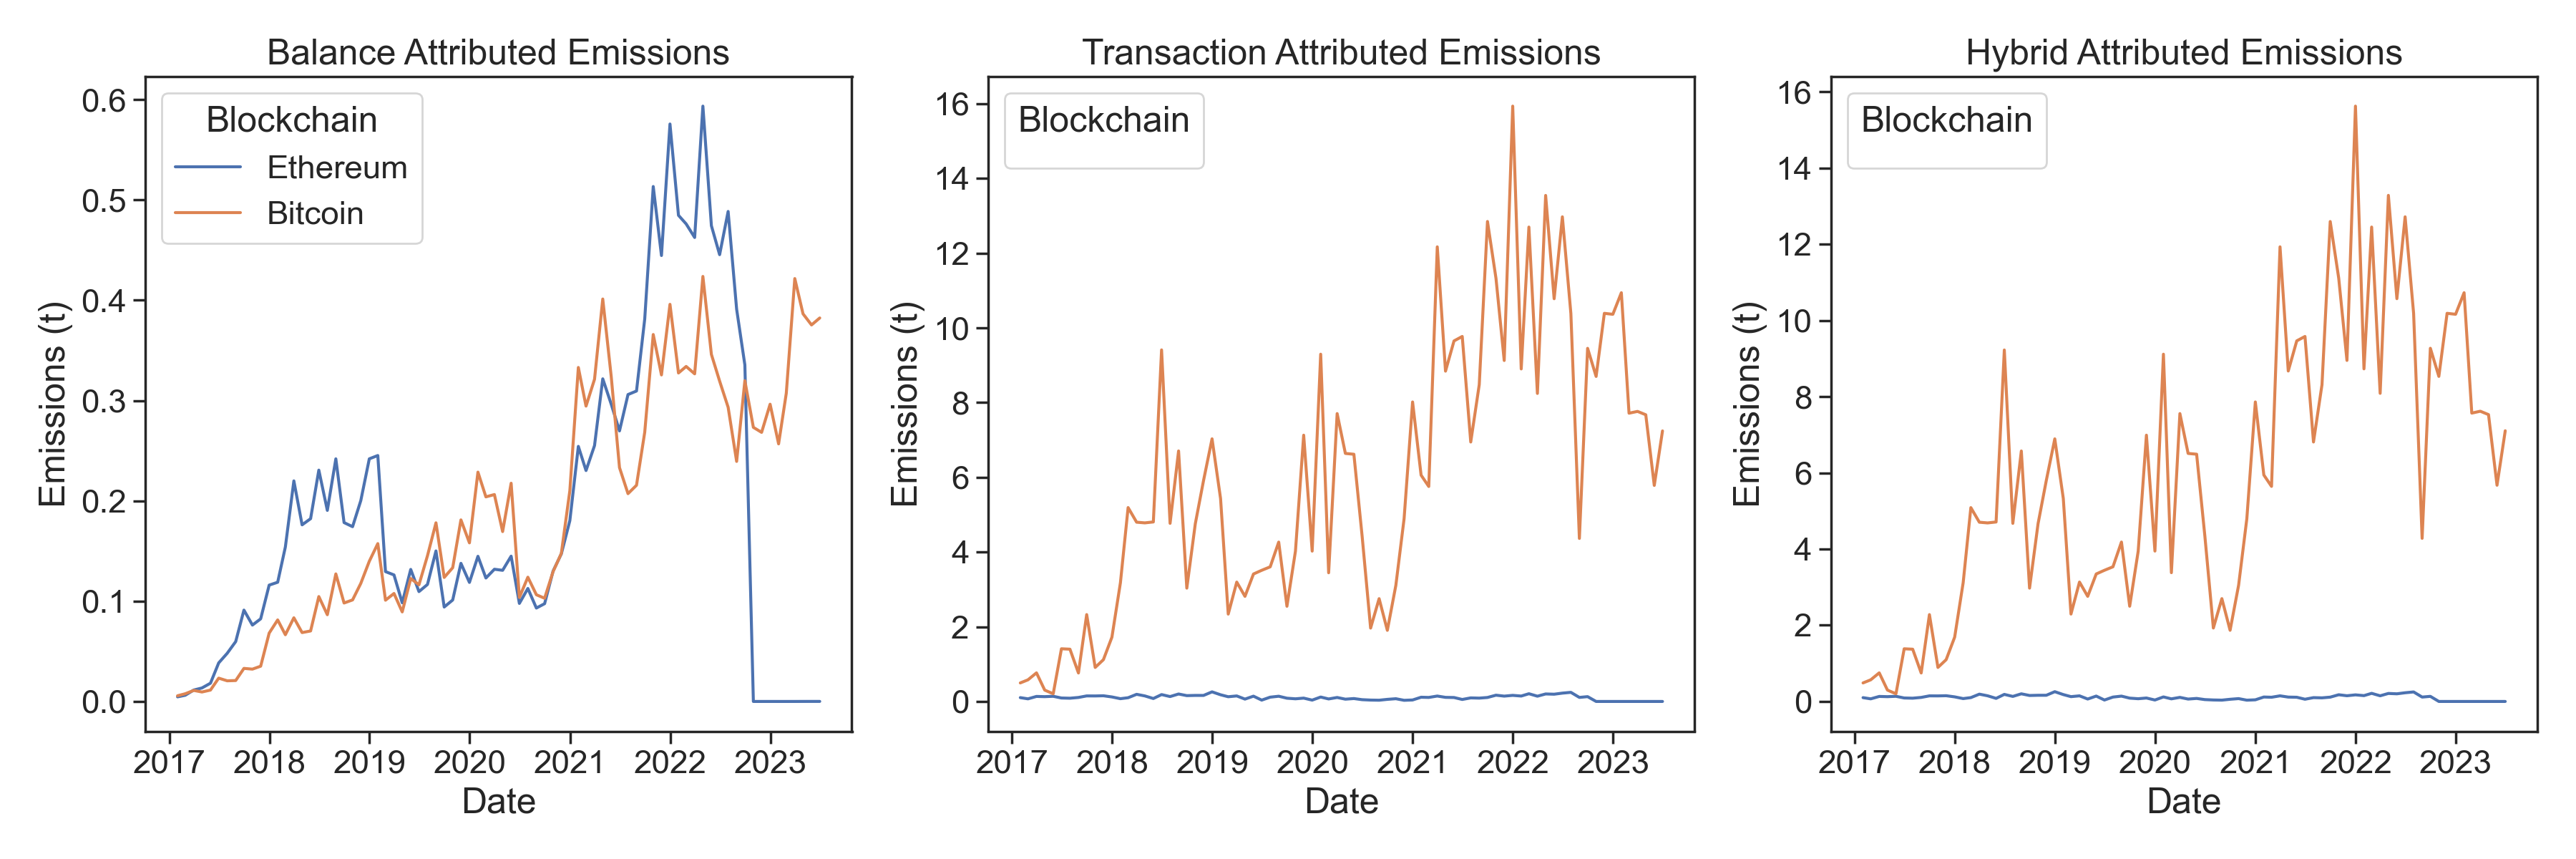 Balance Attributed Emissions
Emissions (t)
0.6
0.5
0.4
0.3
0.2
0.1
0.0
Blockchain
Ethereum
Bitcoin
2017 2018 2019 2020 2021 2022 2023
Date
Transaction Attributed Emissions
Emissions (t)
16
14
12
10
8
6
4
2
0
Blockchain
2017 2018 2019 2020 2021 2022 2023
Date
Hybrid Attributed Emissions
Emissions (t)
16
14
12
10
8
6
4
2
0
Blockchain
2017 2018 2019 2020 2021 2022 2023
Date